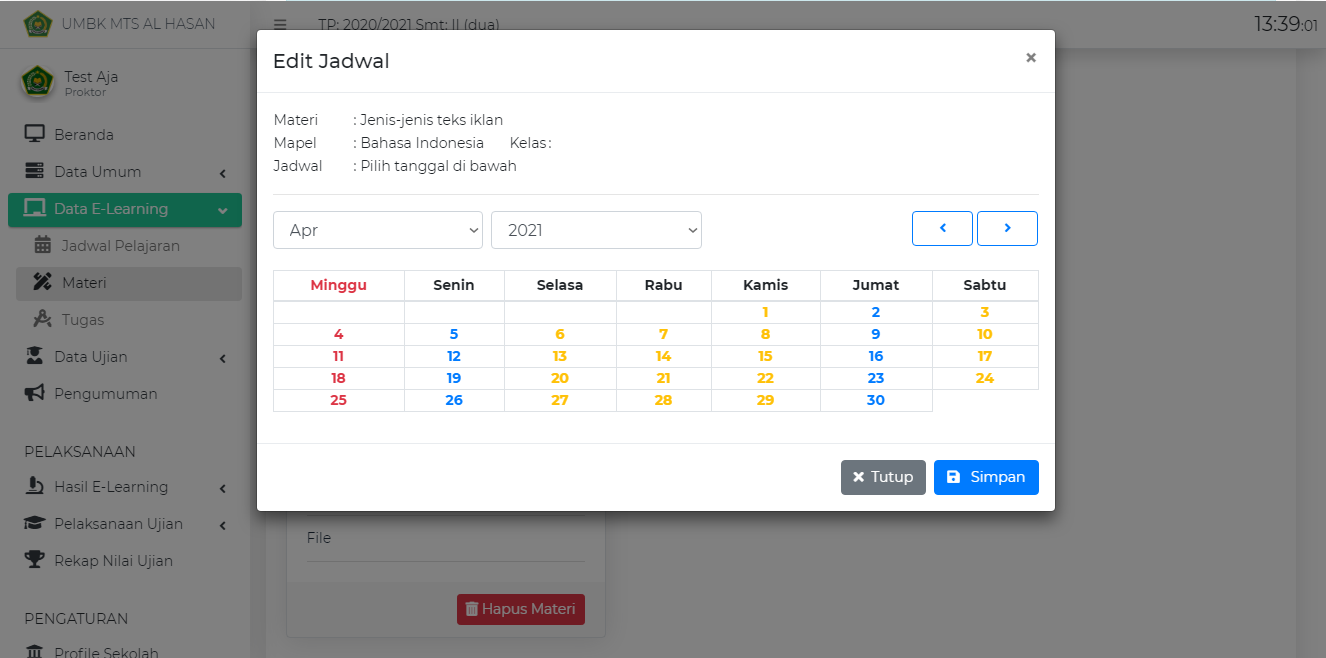 UMBK MTS AL HASAN
TP: 2020/2021 Smt: II (dua)
13:39:01
Test Aja
Proktor
Beranda
Data Umum
Data E-Learning
Jadwal Pelajaran
Materi
Tugas
Data Ujian
Pengumuman
PELAKSANAAN
Hasil E-Learning
Pelaksanaan Ujian
Rekap Nilai Ujian
PENGATURAN
Profile Sekolah
Edit Jadwal ×
Materi : Jenis-jenis teks iklan
Mapel : Bahasa Indonesia Kelas :
Jadwal : Pilih tanggal di bawah
Apr 2021
Minggu Senin Selasa Rabu Kamis Jumat Sabtu
1 2 3
4 5 6 7 8 9 10
11 12 13 14 15 16 17
18 19 20 21 22 23 24
25 26 27 28 29 30
Tutup Simpan
File
Hapus Materi